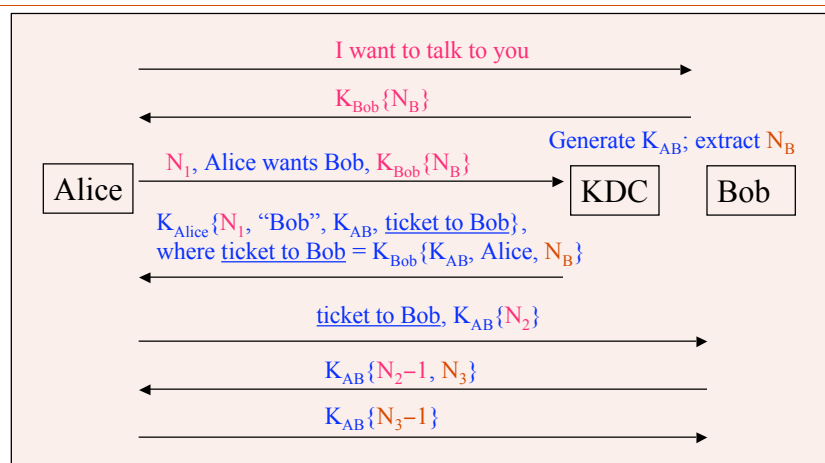 I want to talk to you
K_Bob{N_B}
Generate K_AB; extract N_B
N_1, Alice wants Bob, K_Bob{N_B}
Alice
KDC
Bob
K_Alice{N_1, “Bob”, K_AB, ticket to Bob},
where ticket to Bob = K_Bob{K_AB, Alice, N_B}
ticket to Bob, K_AB{N_2}
K_AB{N_2−1, N_3}
K_AB{N_3−1}